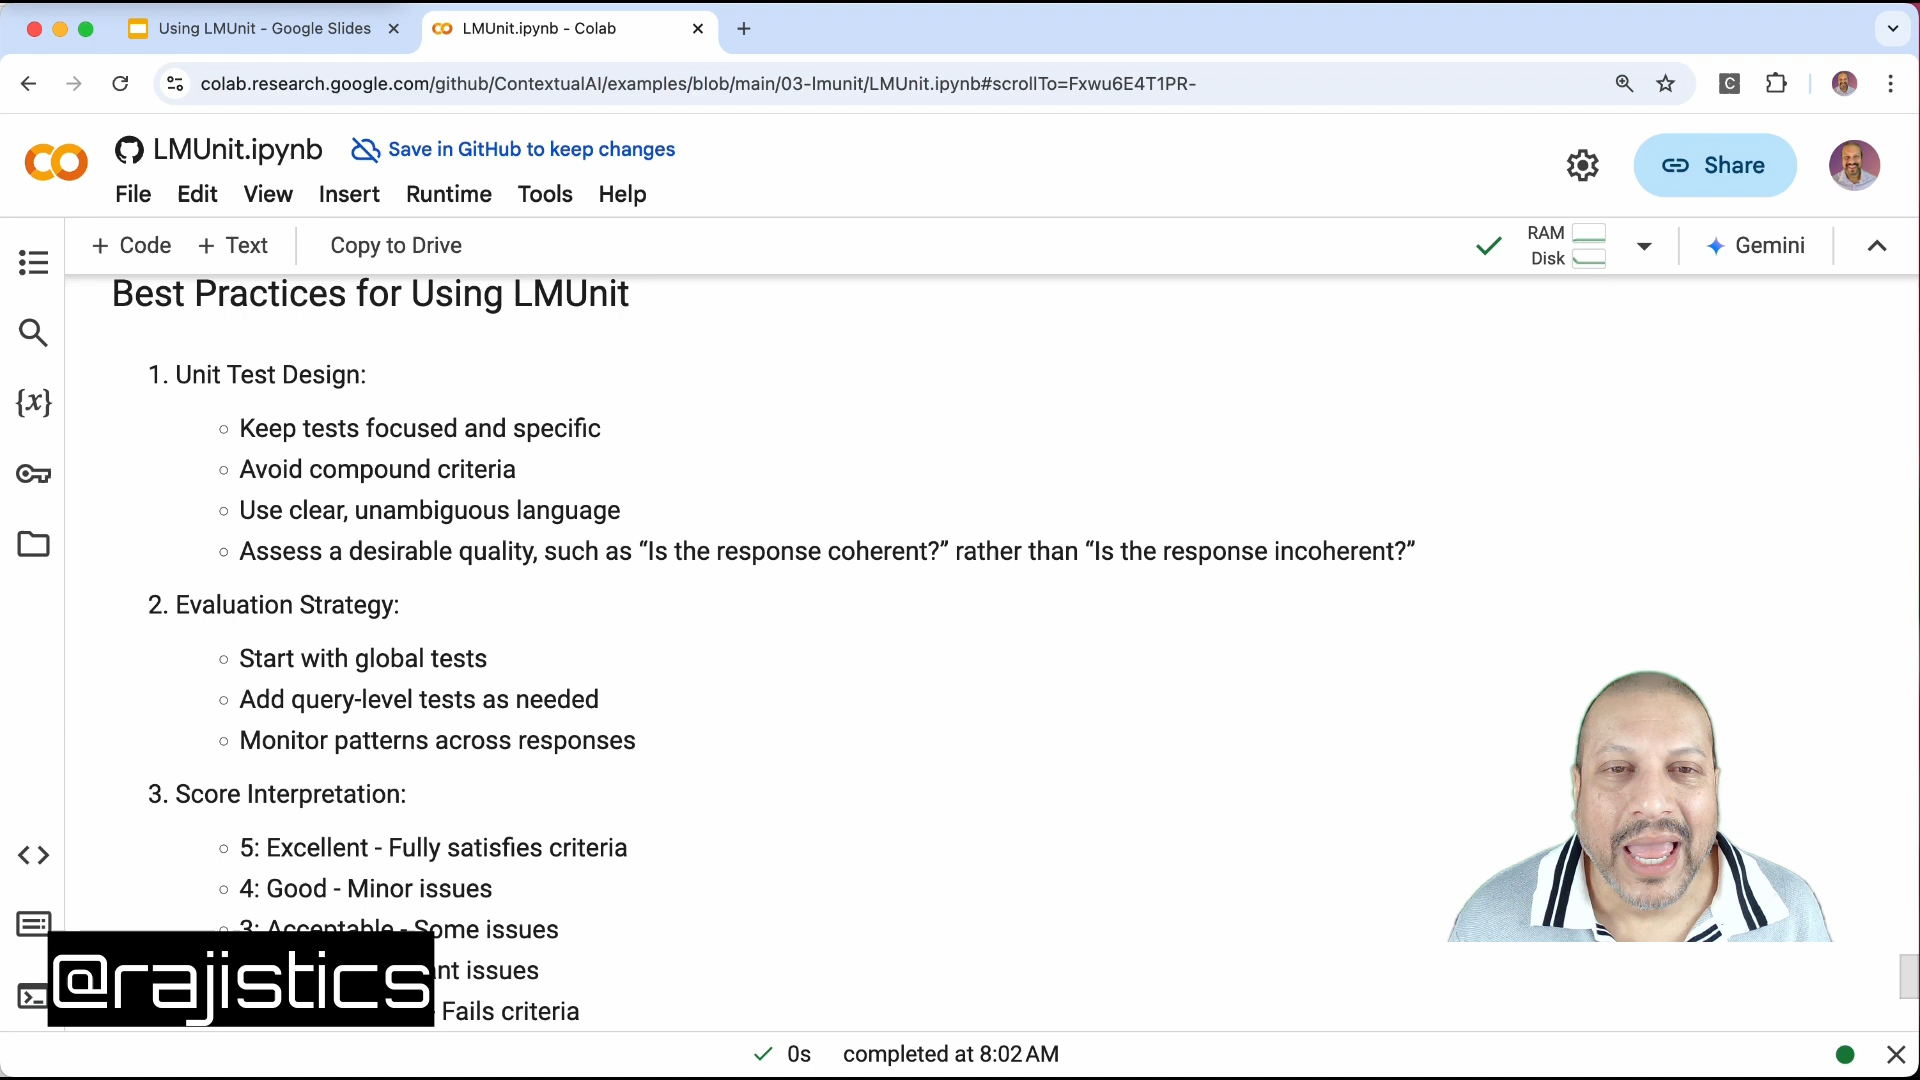 Using LMUnit - Google Slides
LMUnit.ipynb - Colab
colab.research.google.com/github/ContextualAI/examples/blob/main/03-lmunit/LMUnit.ipynb#scrollTo=Fxwu6E4T1PR-
LMUnit.ipynb
Save in GitHub to keep changes
File Edit View Insert Runtime Tools Help
Share
+ Code + Text Copy to Drive
RAM
Disk
Gemini
Best Practices for Using LMUnit
1. Unit Test Design:
Keep tests focused and specific
Avoid compound criteria
Use clear, unambiguous language
Assess a desirable quality, such as “Is the response coherent?” rather than “Is the response incoherent?”
2. Evaluation Strategy:
Start with global tests
Add query-level tests as needed
Monitor patterns across responses
3. Score Interpretation:
5: Excellent - Fully satisfies criteria
4: Good - Minor issues
3: Acceptable - Some issues
issues
Fails criteria
@rajistics
0s completed at 8:02 AM